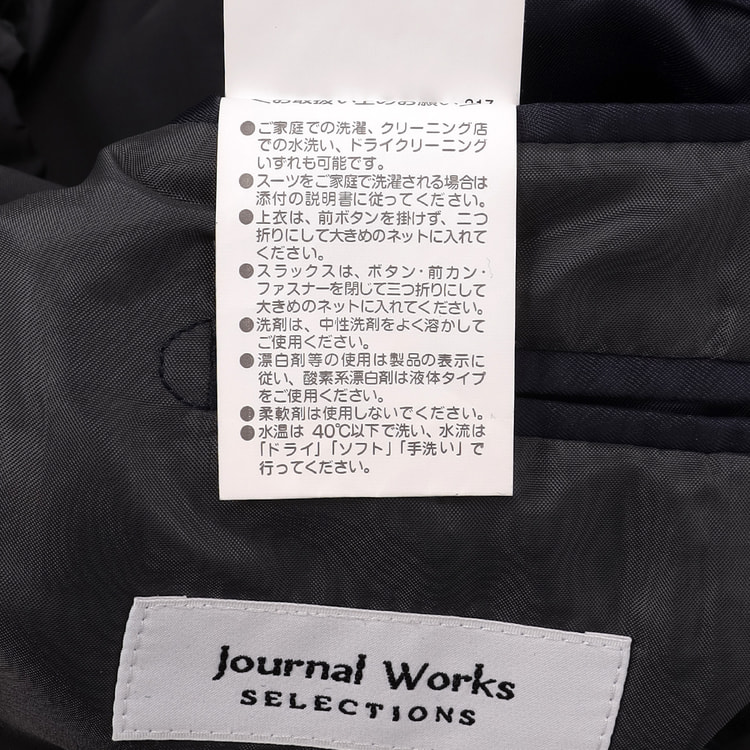 くお取扱い上のお願い> 217
●ご家庭での洗濯、クリーニング店
での水洗い、ドライクリーニング
いずれも可能です。
●スーツをご家庭で洗濯される場合は
添付の説明書に従ってください。
●上衣は、前ボタンを掛けず、二つ
折りにして大きめのネットに入れて
ください。
●スラックスは、ボタン・前カン・
ファスナーを閉じて三つ折りにして
大きめのネットに入れてください。
●洗剤は、中性洗剤をよく溶かして
ご使用ください。
●漂白剤等の使用は製品の表示に
従い、酸素系漂白剤は液体タイプ
をご使用ください。
●柔軟剤は使用しないでください。
●水温は 40℃以下で洗い、水流は
「ドライ」「ソフト」「手洗い」で
行ってください。
Journal Works
SELECTIONS